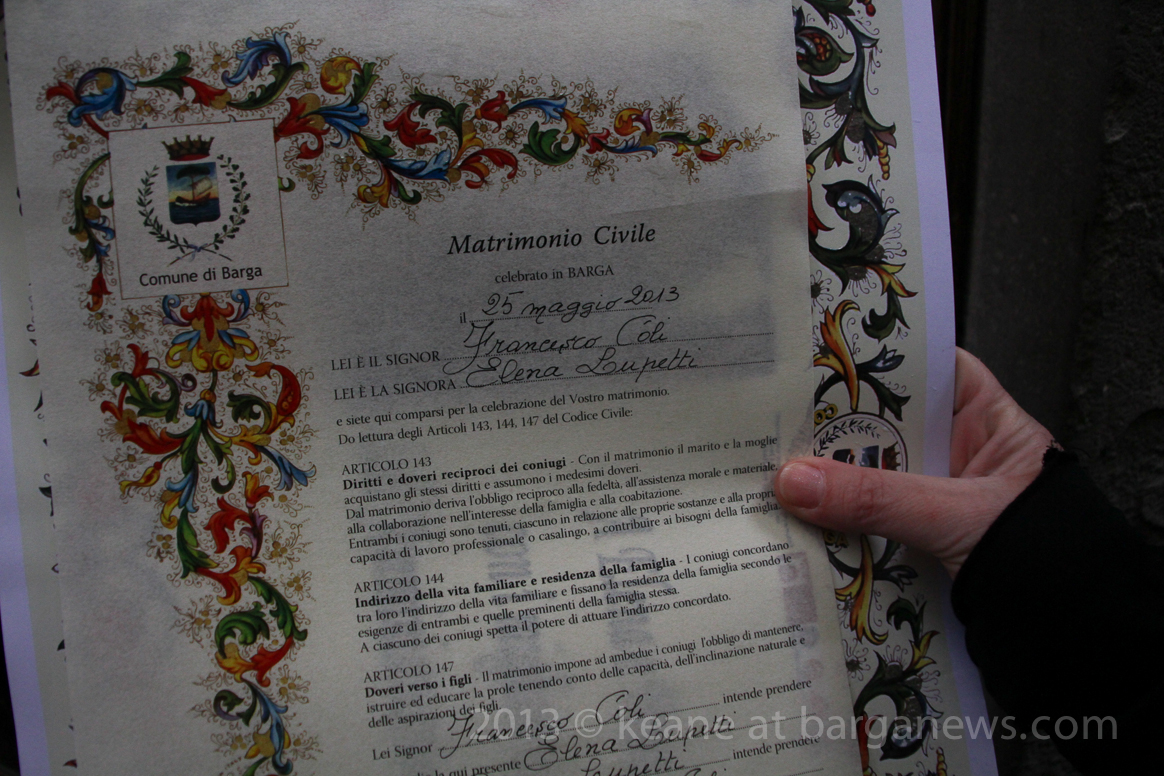 Comune di Barga
Matrimonio Civile
celebrato in BARGA
il 25 maggio 2013
LEI È IL SIGNOR Francesco Coli
LEI È LA SIGNORA Elena Lupetti
e siete qui comparsi per la celebrazione del Vostro matrimonio.
Do lettura degli Articoli 143, 144, 147 del Codice Civile:
ARTICOLO 143
Diritti e doveri reciproci dei coniugi - Con il matrimonio il marito e la moglie
acquistano gli stessi diritti e assumono i medesimi doveri.
Dal matrimonio deriva l'obbligo reciproco alla fedeltà, all'assistenza morale e materiale,
alla collaborazione nell'interesse della famiglia e alla coabitazione.
Entrambi i coniugi sono tenuti, ciascuno in relazione alle proprie sostanze e alla propria
capacità di lavoro professionale o casalingo, a contribuire ai bisogni della famiglia.
ARTICOLO 144
Indirizzo della vita familiare e residenza della famiglia - I coniugi concordano
tra loro l'indirizzo della vita familiare e fissano la residenza della famiglia secondo le
esigenze di entrambi e quelle preminenti della famiglia stessa.
A ciascuno dei coniugi spetta il potere di attuare l'indirizzo concordato.
ARTICOLO 147
Doveri verso i figli - Il matrimonio impone ad ambedue i coniugi l'obbligo di mantenere,
istruire ed educare la prole tenendo conto delle capacità, dell'inclinazione naturale e
delle aspirazioni dei figli.
Lei Signor Francesco Coli intende prendere
la qui presente Elena Lupetti
Lupetti intende prendere
2013 © Keane at barganews.com